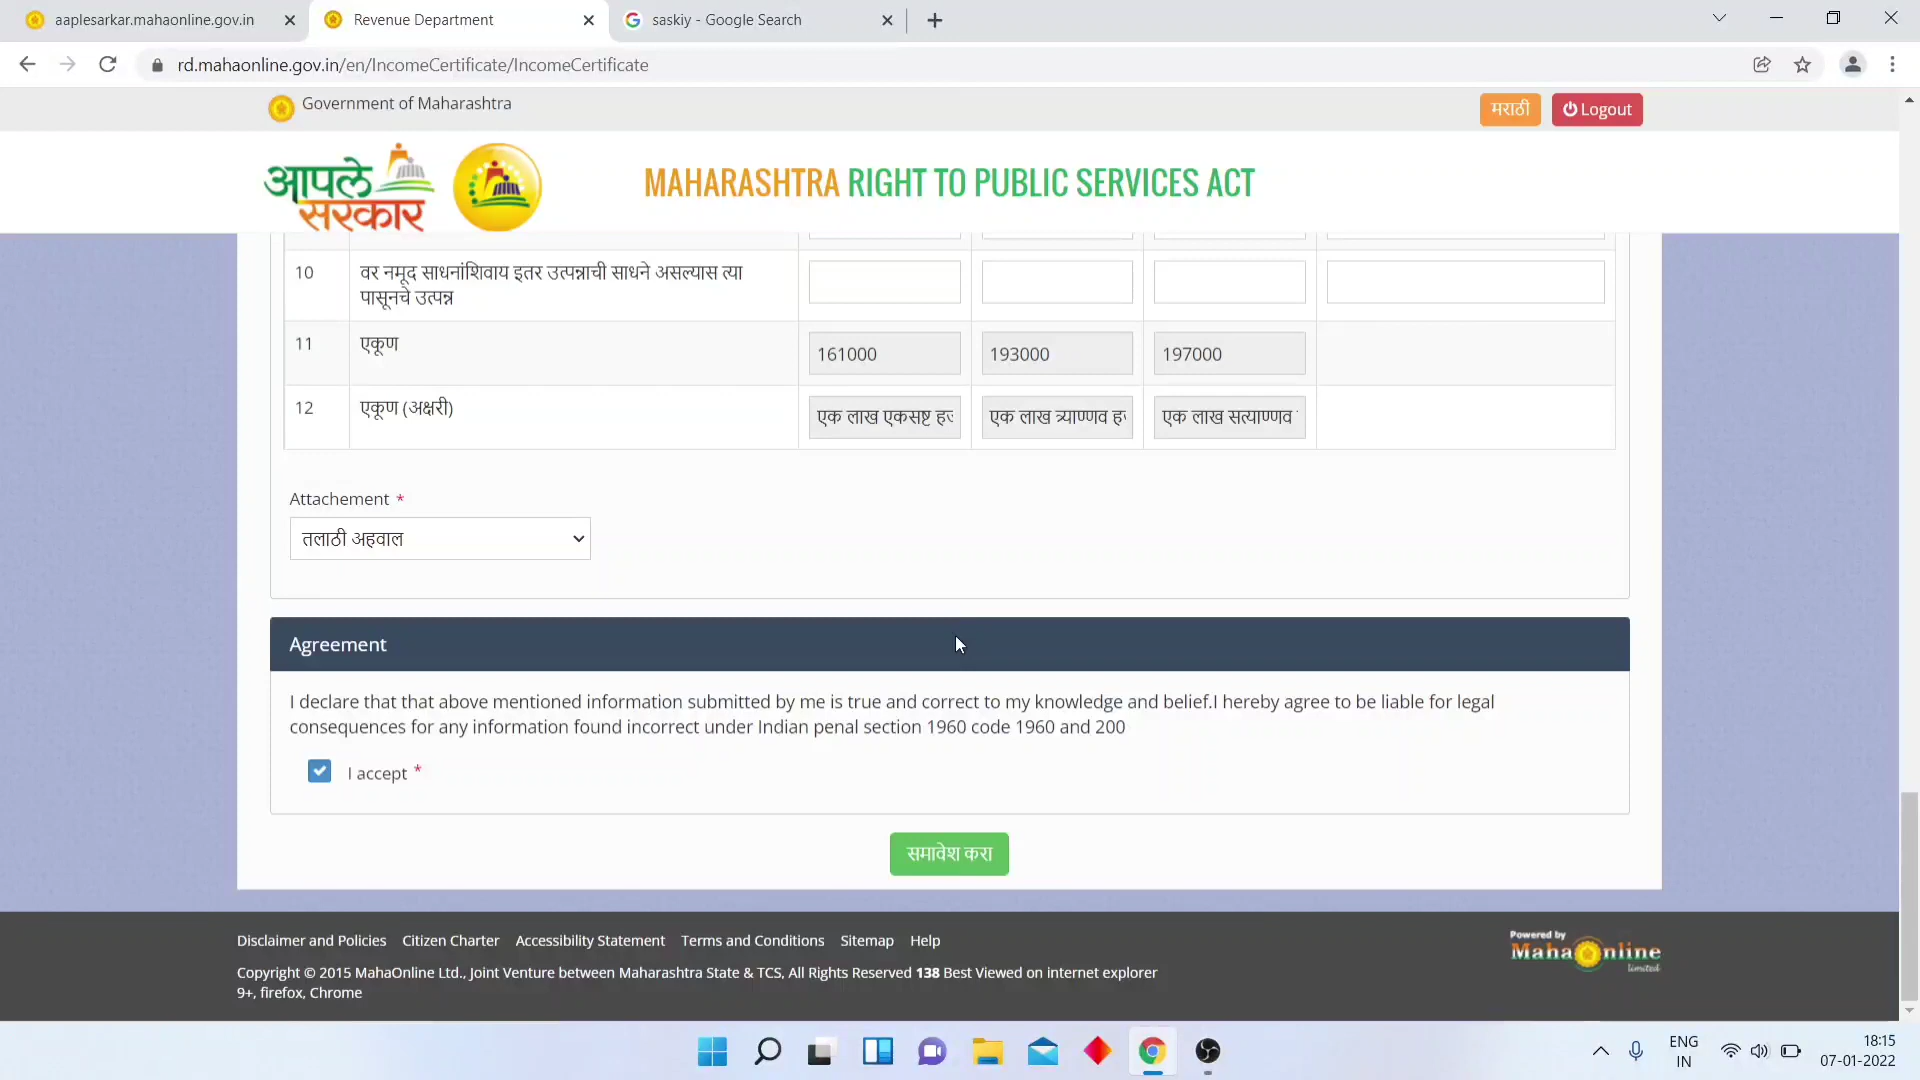 aaplesarkar.mahaonline.gov.in
Revenue Department
saskiy - Google Search
rd.mahaonline.gov.in/en/IncomeCertificate/IncomeCertificate
Government of Maharashtra
मराठी
Logout
आपले
सरकार
MAHARASHTRA RIGHT TO PUBLIC SERVICES ACT
10 वर नमूद साधनांशिवाय इतर उत्पन्नाची साधने असल्यास त्या
पासूनचे उत्पन्न
11 एकूण 161000 193000 197000
12 एकूण (अक्षरी) एक लाख एकसष्ट एक लाख त्र्याण्णव एक लाख सत्याण्णव
Attachement *
तलाठी अहवाल
Agreement
I declare that that above mentioned information submitted by me is true and correct to my knowledge and belief.I hereby agree to be liable for legal
consequences for any information found incorrect under Indian penal section 1960 code 1960 and 200
I accept *
समावेश करा
Disclaimer and Policies Citizen Charter Accessibility Statement Terms and Conditions Sitemap Help
Copyright © 2015 MahaOnline Ltd., Joint Venture between Maharashtra State & TCS, All Rights Reserved 138 Best Viewed on internet explorer
9+, firefox, Chrome
Powered by
MahaOnline
limited
ENG
IN
18:15
07-01-2022